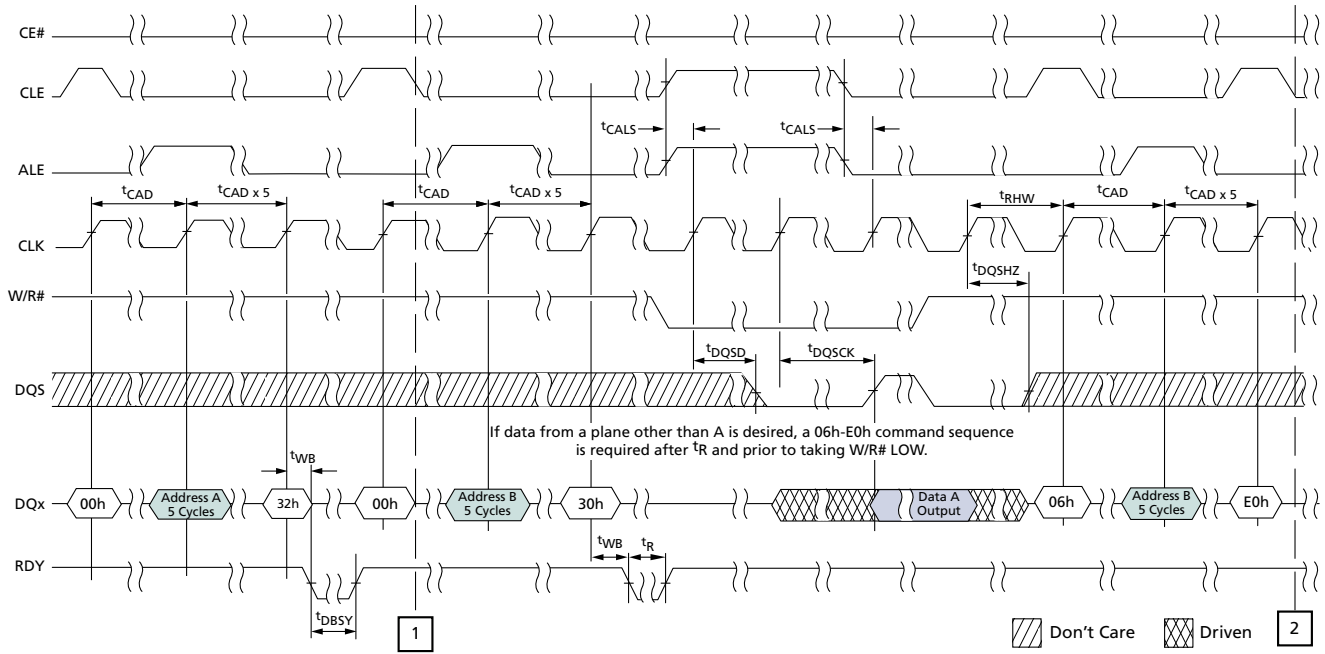 CE#
CLE
tCALS
tCALS
ALE
tCAD
tCAD x 5
tCAD
tCAD x 5
tRHW
tCAD
tCAD x 5
CLK
tDQSHZ
W/R#
tDQSD
tDQSCK
DQS
If data from a plane other than A is desired, a 06h-E0h command sequence
is required after tR and prior to taking W/R# LOW.
tWB
DQx
00h
Address A
5 Cycles
32h
00h
Address B
5 Cycles
30h
Data A
Output
06h
Address B
5 Cycles
E0h
tWB
tR
RDY
tDBSY
1
Don't Care
Driven
2